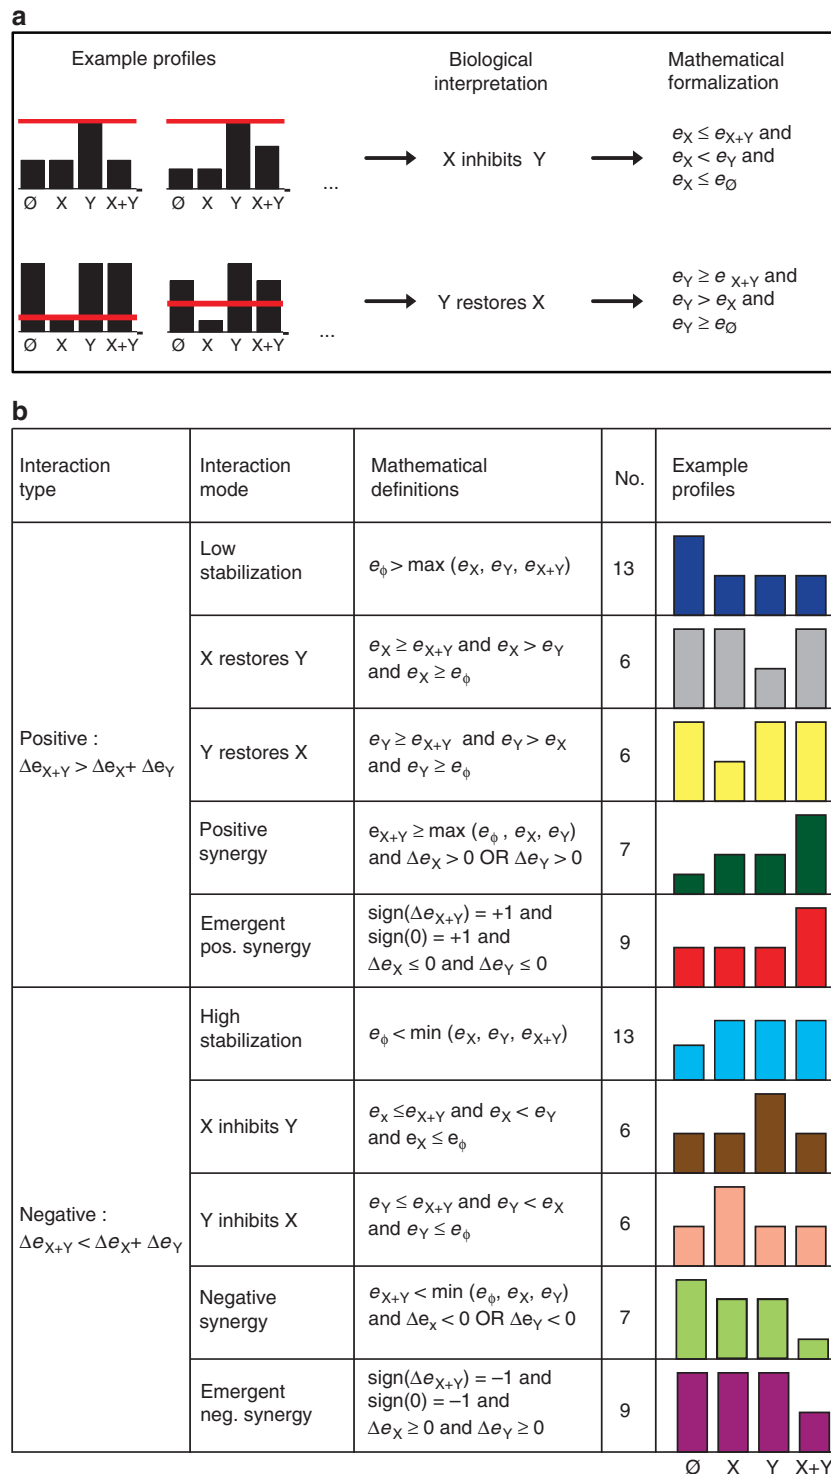 a
Example profiles
Biological interpretation
Mathematical formalization
Ø X Y X+Y
Ø X Y X+Y
...
X inhibits Y
e_X ≤ e_X+Y and
e_X < e_Y and
e_X ≤ e_Ø
Ø X Y X+Y
Ø X Y X+Y
...
Y restores X
e_Y ≥ e_X+Y and
e_Y > e_X and
e_Y ≥ e_Ø
b
Interaction type
Interaction mode
Mathematical definitions
No.
Example profiles
Positive :
Δe_X+Y > Δe_X + Δe_Y
Low stabilization
e_ϕ > max (e_X, e_Y, e_X+Y)
13
X restores Y
e_X ≥ e_X+Y and e_X > e_Y
and e_X ≥ e_ϕ
6
Y restores X
e_Y ≥ e_X+Y and e_Y > e_X
and e_Y ≥ e_ϕ
6
Positive synergy
e_X+Y ≥ max (e_ϕ , e_X, e_Y)
and Δe_X > 0 OR Δe_Y > 0
7
Emergent pos. synergy
sign(Δe_X+Y) = +1 and
sign(0) = +1 and
Δe_X ≤ 0 and Δe_Y ≤ 0
9
Negative :
Δe_X+Y < Δe_X + Δe_Y
High stabilization
e_ϕ < min (e_X, e_Y, e_X+Y)
13
X inhibits Y
e_x ≤ e_X+Y and e_X < e_Y
and e_X ≤ e_ϕ
6
Y inhibits X
e_Y ≤ e_X+Y and e_Y < e_X
and e_Y ≤ e_ϕ
6
Negative synergy
e_X+Y < min (e_ϕ, e_X, e_Y)
and Δe_x < 0 OR Δe_Y < 0
7
Emergent neg. synergy
sign(Δe_X+Y) = –1 and
sign(0) = –1 and
Δe_X ≥ 0 and Δe_Y ≥ 0
9
Ø X Y X+Y